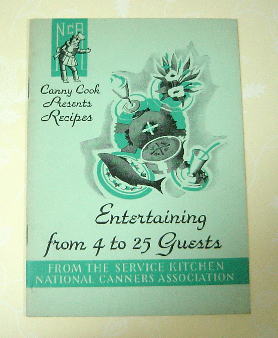 NCA
Canny Cook
Presents
Recipes
Entertaining
from 4 to 25 Guests
FROM THE SERVICE KITCHEN
NATIONAL CANNERS ASSOCIATION